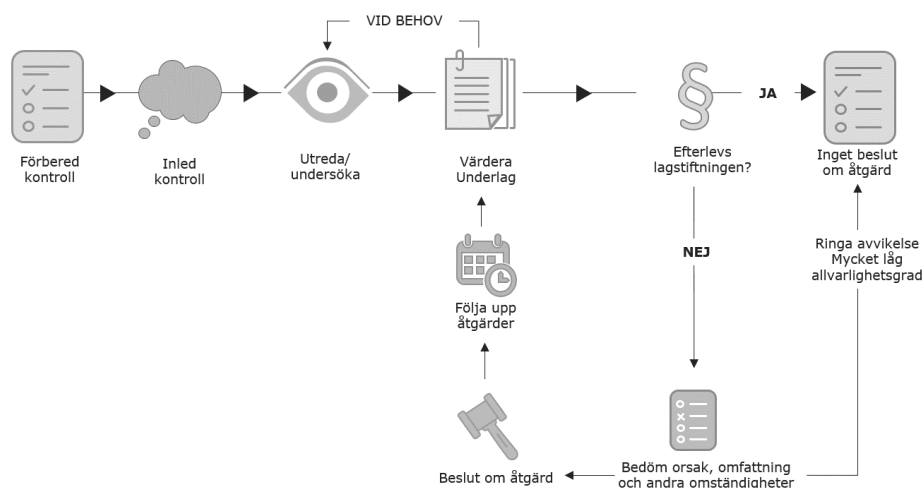 VID BEHOV
Förbered
kontroll
Inled
kontroll
Utreda/
undersöka
Värdera
Underlag
Efterlevs
lagstiftningen?
JA
Inget beslut
om åtgärd
NEJ
Ringa avvikelse
Mycket låg
allvarlighetsgrad
Följa upp
åtgärder
Beslut om åtgärd
Bedöm orsak, omfattning
och andra omständigheter